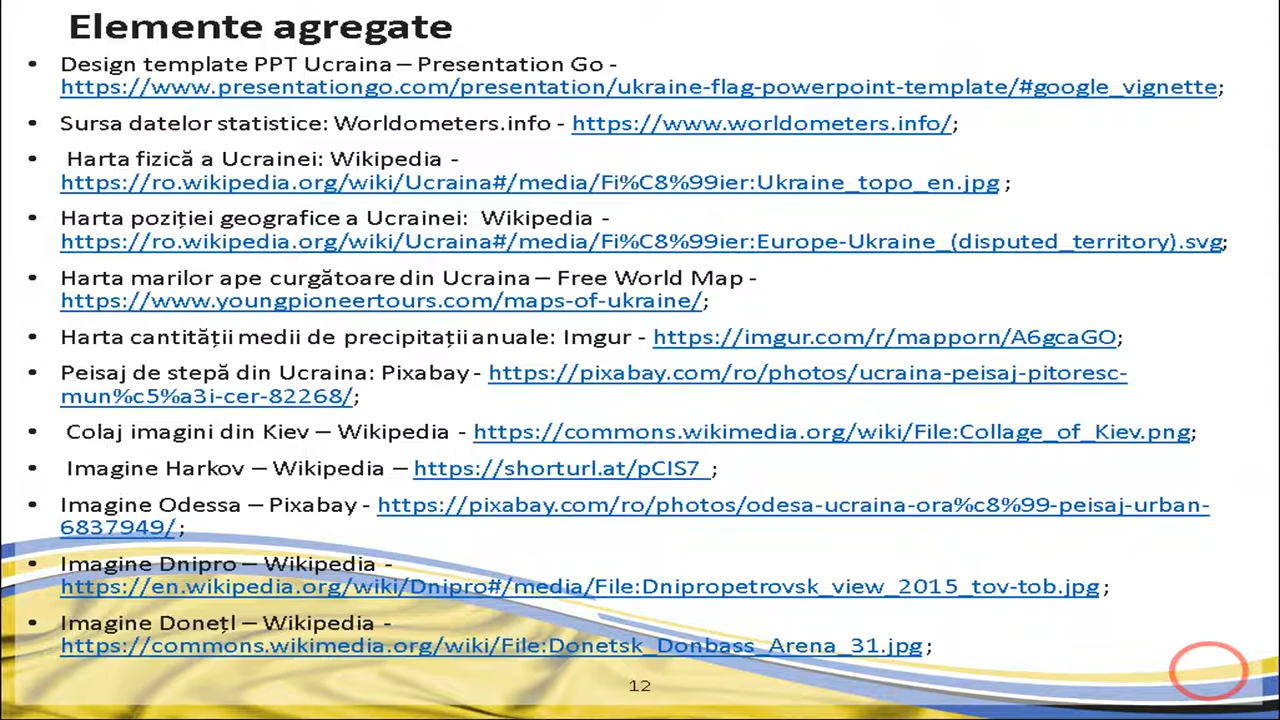 Elemente agregate
• Design template PPT Ucraina – Presentation Go -
https://www.presentationgo.com/presentation/ukraine-flag-powerpoint-template/#google_vignette;
• Sursa datelor statistice: Worldometers.info - https://www.worldometers.info/;
• Harta fizică a Ucrainei: Wikipedia -
https://ro.wikipedia.org/wiki/Ucraina#/media/Fi%C8%99ier:Ukraine_topo_en.jpg ;
• Harta poziției geografice a Ucrainei: Wikipedia -
https://ro.wikipedia.org/wiki/Ucraina#/media/Fi%C8%99ier:Europe-Ukraine_(disputed_territory).svg;
• Harta marilor ape curgătoare din Ucraina – Free World Map -
https://www.youngpioneertours.com/maps-of-ukraine/;
• Harta cantității medii de precipitații anuale: Imgur - https://imgur.com/r/mapporn/A6gcaGO;
• Peisaj de stepă din Ucraina: Pixabay - https://pixabay.com/ro/photos/ucraina-peisaj-pitoresc-
mun%c5%a3i-cer-82268/;
• Colaj imagini din Kiev – Wikipedia - https://commons.wikimedia.org/wiki/File:Collage_of_Kiev.png;
• Imagine Harkov – Wikipedia – https://shorturl.at/pCIS7 ;
• Imagine Odessa – Pixabay - https://pixabay.com/ro/photos/odesa-ucraina-ora%c8%99-peisaj-urban-
6837949/;
• Imagine Dnipro – Wikipedia -
https://en.wikipedia.org/wiki/Dnipro#/media/File:Dnipropetrovsk_view_2015_tov-tob.jpg ;
• Imagine Donețl – Wikipedia -
https://commons.wikimedia.org/wiki/File:Donetsk_Donbass_Arena_31.jpg ;
12